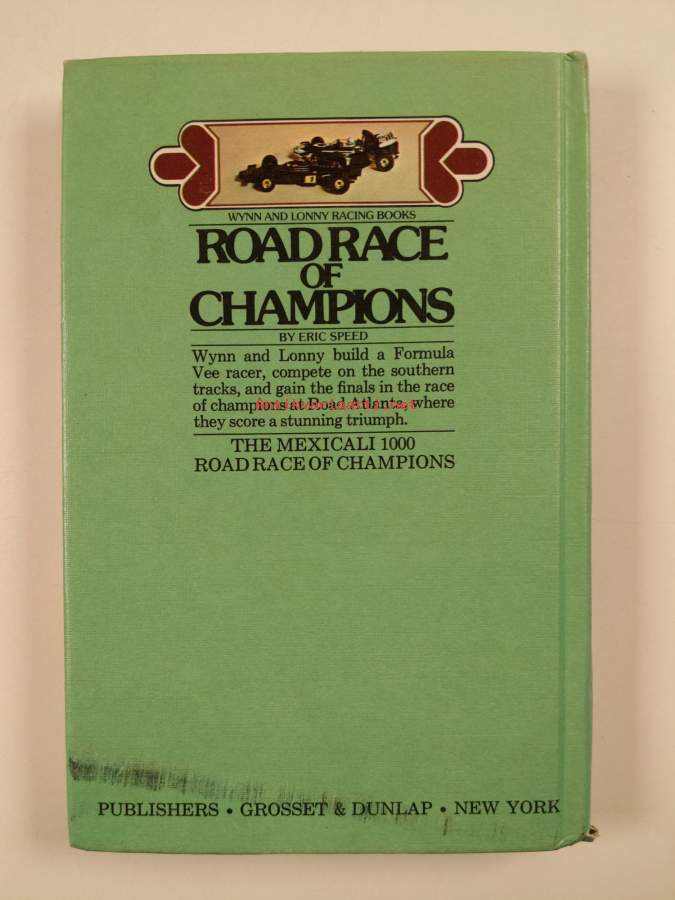 WYNN AND LONNY RACING BOOKS
ROAD RACE
OF
CHAMPIONS
BY ERIC SPEED
Wynn and Lonny build a Formula
Vee racer, compete on the southern
tracks, and gain the finals in the race
of champions at Road Atlanta, where
they score a stunning triumph.
THE MEXICALI 1000
ROAD RACE OF CHAMPIONS
PUBLISHERS • GROSSET & DUNLAP • NEW YORK